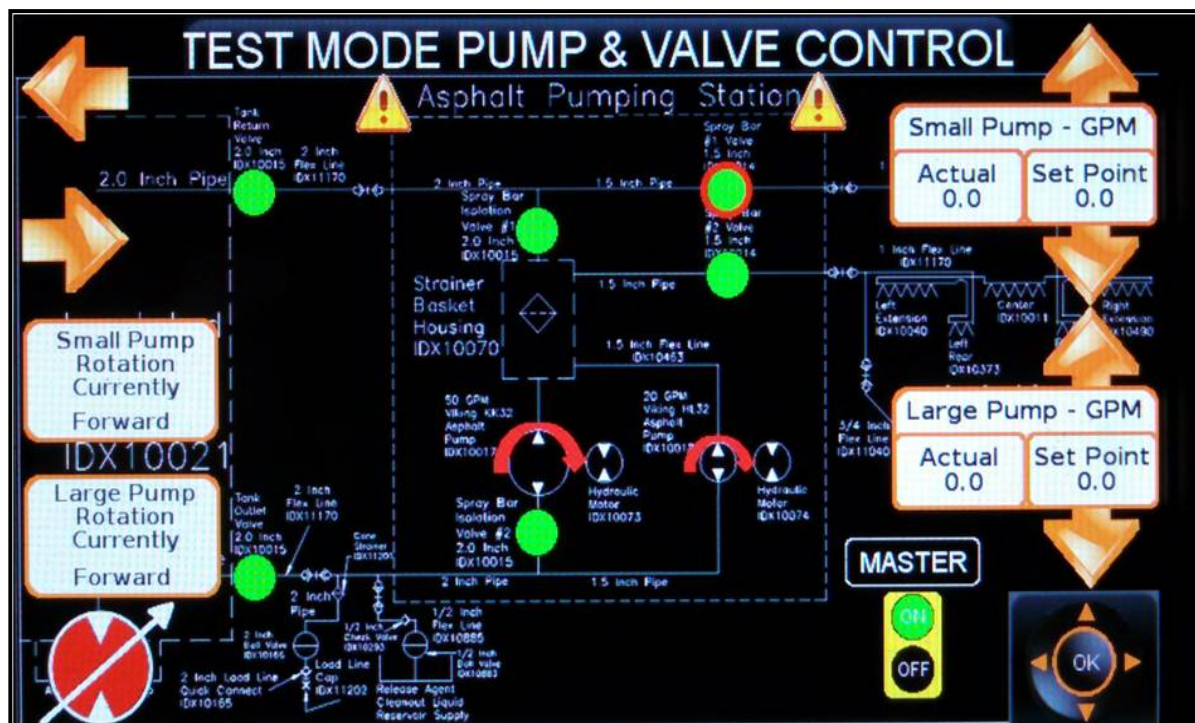 TEST MODE PUMP & VALVE CONTROL
Asphalt Pumping Station
Tank
Return
Valve
2.0 Inch
IDX10015
2 Inch
Flex Line
IDX11170
2.0 Inch Pipe
2 Inch Pipe
1.5 Inch Pipe
Spray Bar
#1 Valve
1.5 Inch
Spray Bar
Isolation
Valve #1
2.0 Inch
IDX10015
Spray Bar
#2 Valve
1.5 Inch
Small Pump - GPM
Actual
0.0
Set Point
0.0
Strainer
Basket
Housing
IDX10070
1.5 Inch Pipe
1 Inch Flex Line
IDX11170
Left
Extension
IDX10040
Center
IDX10011
Right
Extension
Left
Rear
1.5 Inch Flex Line
IDX10463
Small Pump
Rotation
Currently
Forward
IDX10021
50 GPM
Viking KK32
Asphalt
Pump
20 GPM
Viking HL32
Asphalt
Pump
Hydraulic
Motor
IDX10073
Hydraulic
Motor
IDX10074
3/4 Inch
Flex Line
IDX11040
Large Pump - GPM
Actual
0.0
Set Point
0.0
Large Pump
Rotation
Currently
Forward
Tank
Outlet
Valve
2.0 Inch
IDX10015
2 Inch
Flex Line
IDX11170
Cone
Strainer
Spray Bar
Isolation
Valve #2
2.0 Inch
IDX10015
2 Inch Pipe
1.5 Inch Pipe
MASTER
ON
OFF
OK
2 Inch
Pipe
2 Inch
Ball Valve
IDX10165
1/2 Inch
Check Valve
IDX10293
1/2 Inch
Flex Line
IDX10885
1/2 Inch
Ball Valve
IDX10883
2 Inch Load Line
Quick Connect
IDX10165
Load Line
Cap
IDX11202
Release Agent
Cleanout Liquid
Reservoir Supply